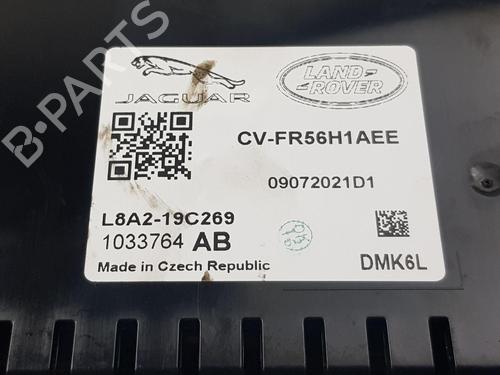 B-PARTS
JAGUAR
LAND
ROVER
CV-FR56H1AEE
09072021D1
L8A2-19C269
1033764 AB
Made in Czech Republic
DMK6L